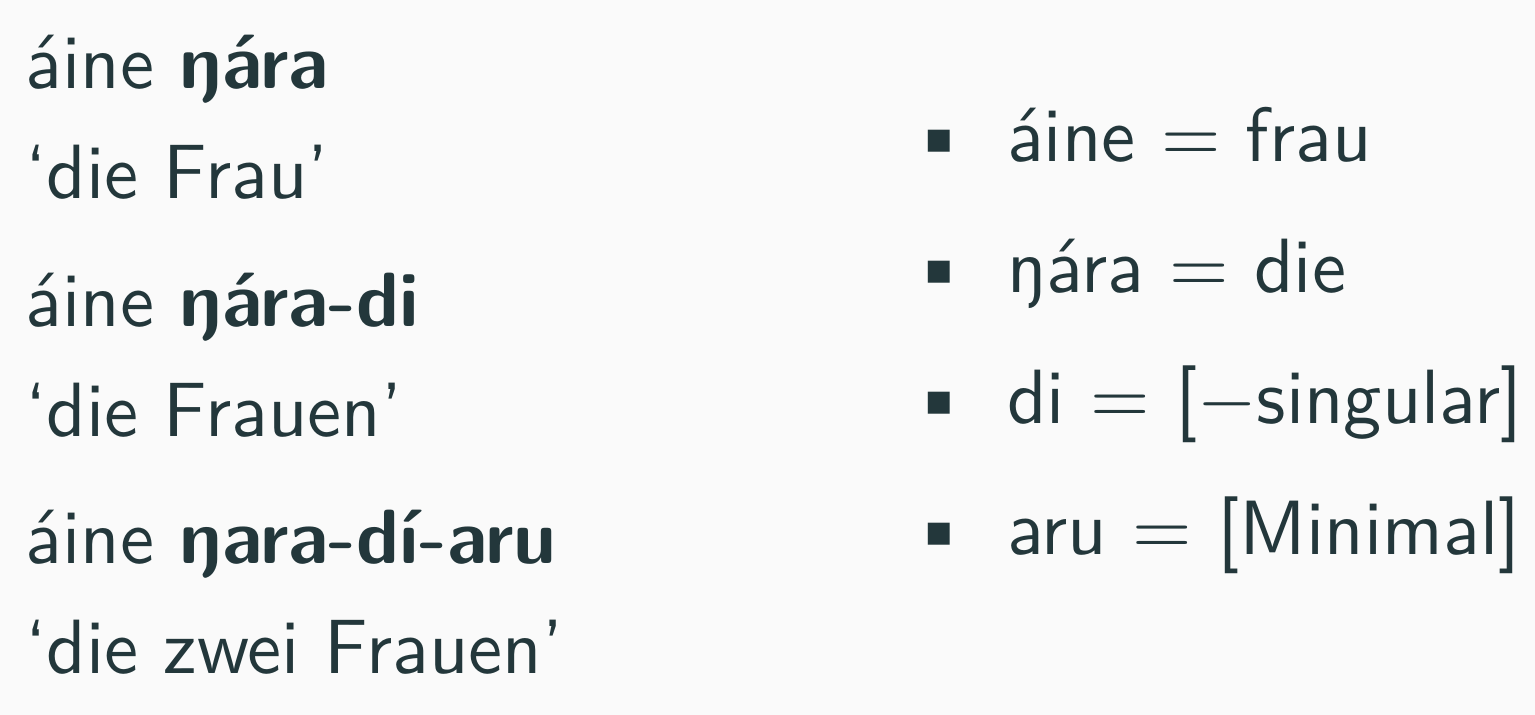 áine ŋára
‘die Frau’
áine ŋára-di
‘die Frauen’
áine ŋara-dí-aru
‘die zwei Frauen’
▪ áine = frau
▪ ŋára = die
▪ di = [−singular]
▪ aru = [Minimal]